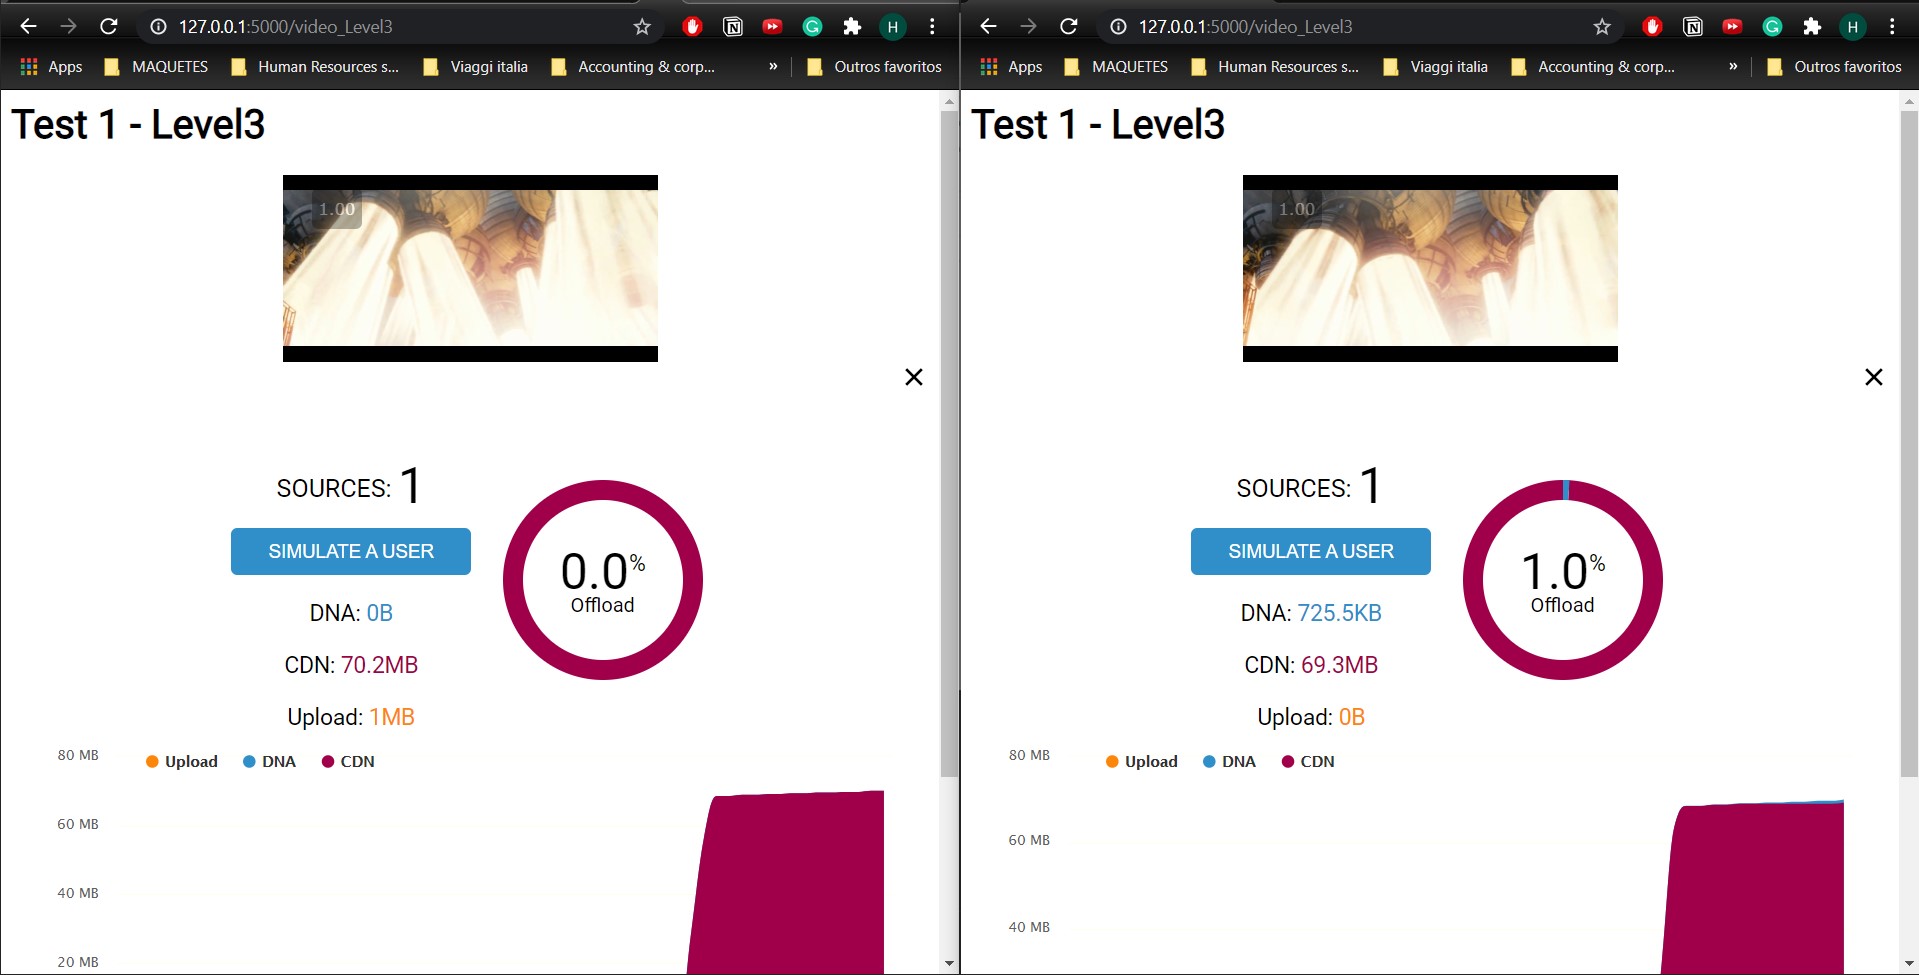 127.0.0.1:5000/video_Level3
H
Apps MAQUETES Human Resources s... Viaggi italia Accounting & corp... » Outros favoritos
Test 1 - Level3
1.00
SOURCES: 1
SIMULATE A USER
0.0%
Offload
DNA: 0B
CDN: 70.2MB
Upload: 1MB
80 MB
Upload DNA CDN
60 MB
40 MB
20 MB
127.0.0.1:5000/video_Level3
H
Apps MAQUETES Human Resources s... Viaggi italia Accounting & corp... » Outros favoritos
Test 1 - Level3
1.00
SOURCES: 1
SIMULATE A USER
1.0%
Offload
DNA: 725.5KB
CDN: 69.3MB
Upload: 0B
80 MB
Upload DNA CDN
60 MB
40 MB